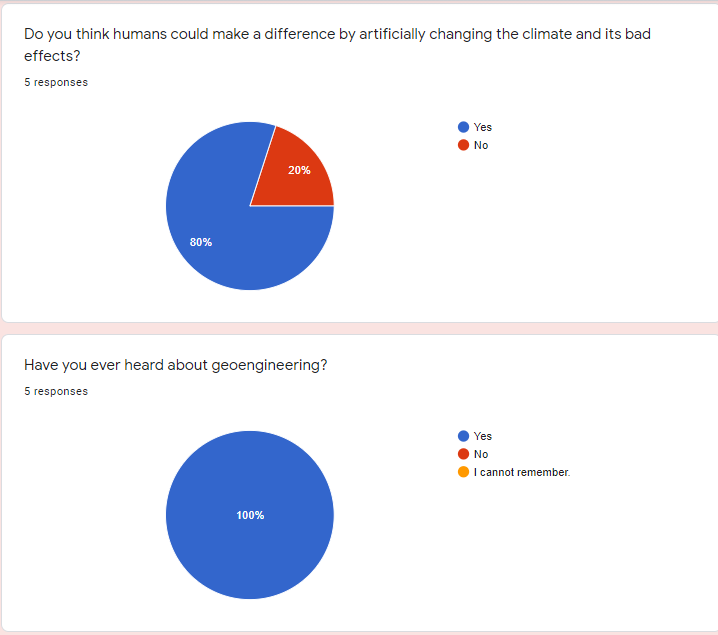 Do you think humans could make a difference by artificially changing the climate and its bad
effects?
5 responses
Yes
No
20%
80%
Have you ever heard about geoengineering?
5 responses
Yes
No
I cannot remember.
100%